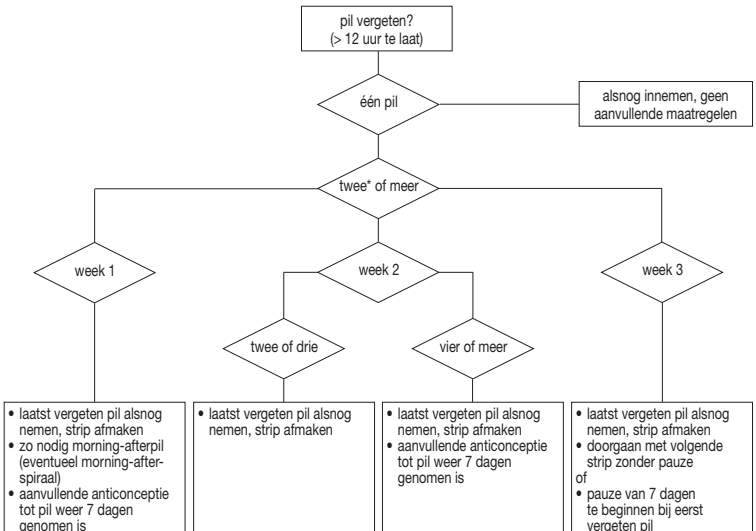 pil vergeten?
(> 12 uur te laat)
één pil
alsnog innemen, geen
aanvullende maatregelen
twee* of meer
week 1
week 2
week 3
twee of drie
vier of meer
• laatst vergeten pil alsnog
nemen, strip afmaken
• zo nodig morning-afterpil
(eventueel morning-after-
spiraal)
• aanvullende anticonceptie
tot pil weer 7 dagen
genomen is
• laatst vergeten pil alsnog
nemen, strip afmaken
• laatst vergeten pil alsnog
nemen, strip afmaken
• aanvullende anticonceptie
tot pil weer 7 dagen
genomen is
• laatst vergeten pil alsnog
nemen, strip afmaken
• doorgaan met volgende
strip zonder pauze
of
• pauze van 7 dagen
te beginnen bij eerst
vergeten pil